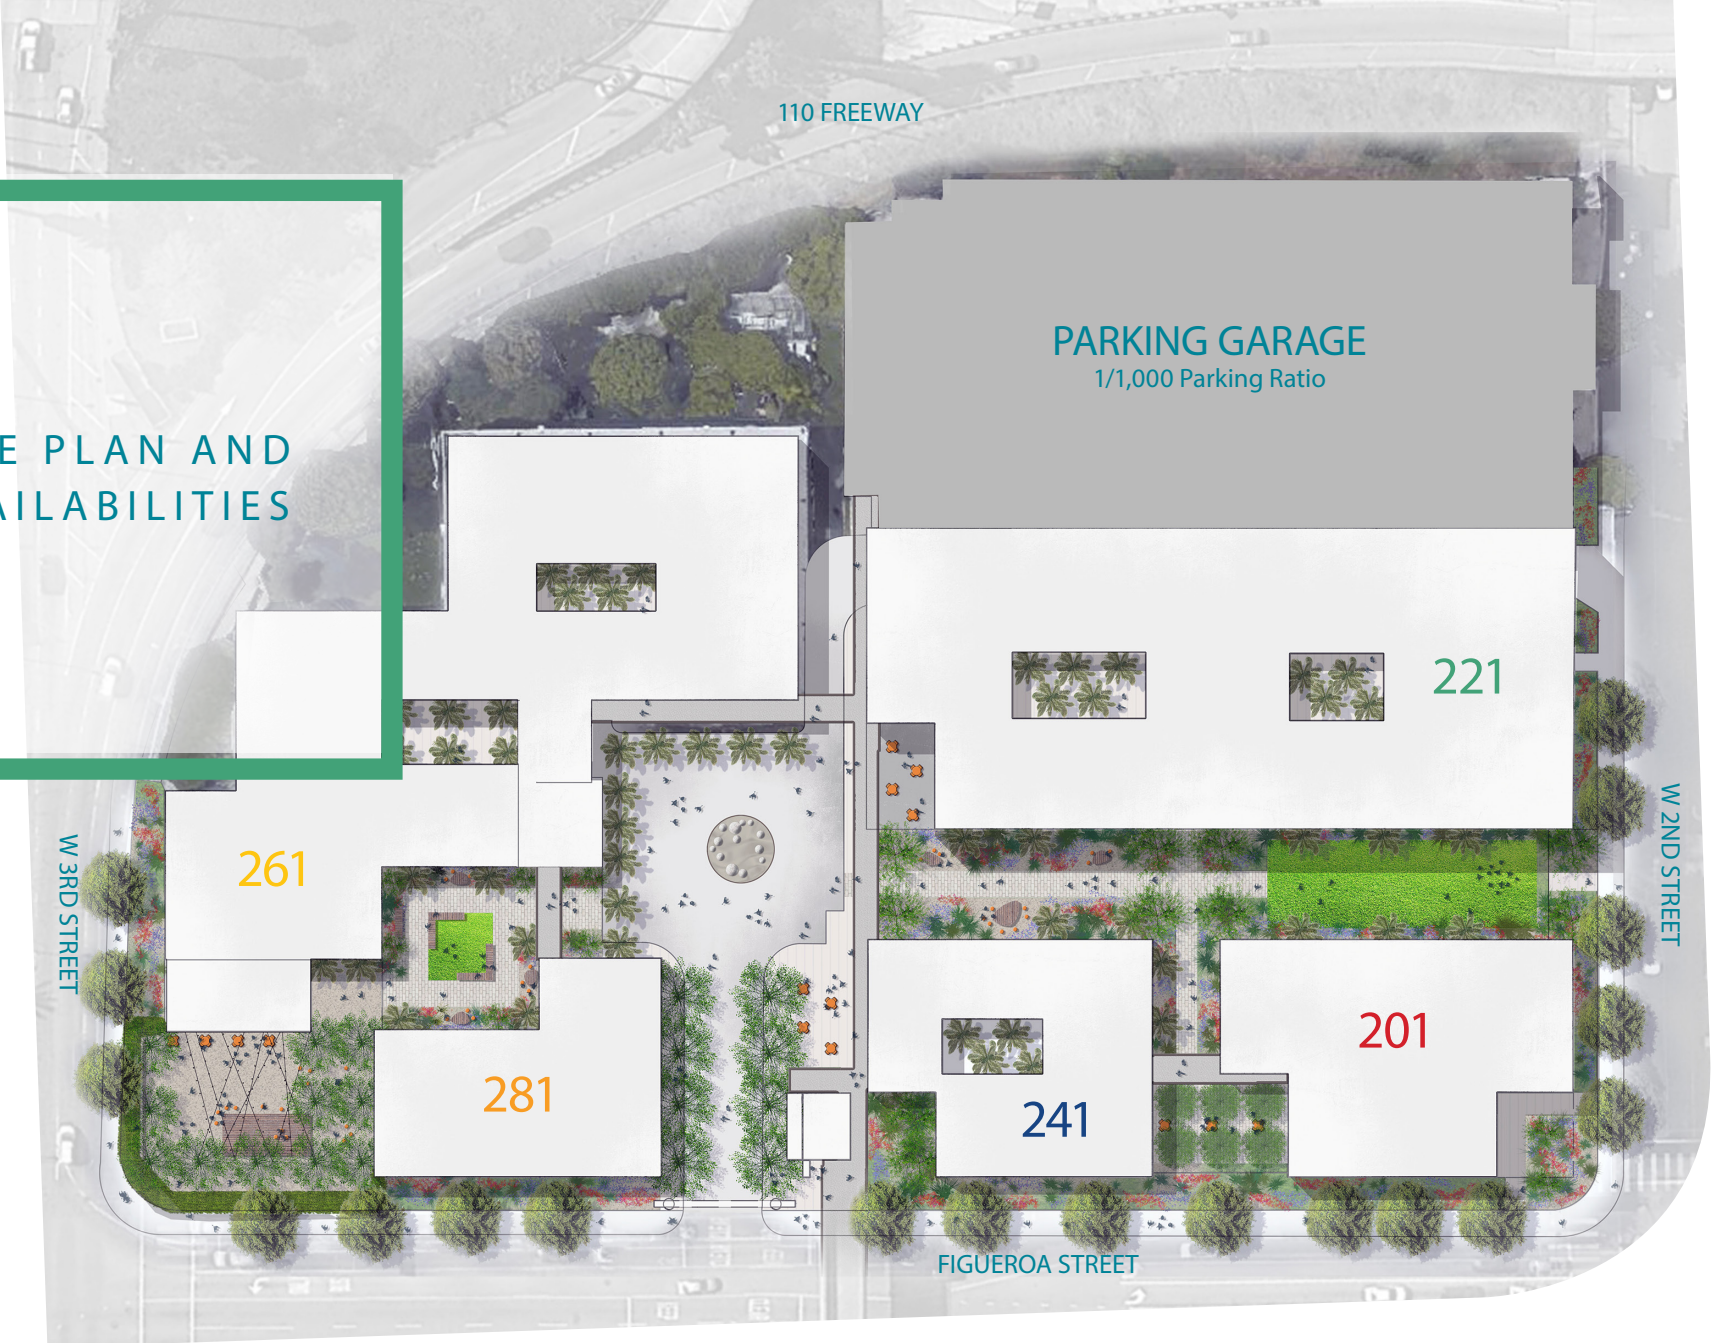 110 FREEWAY
PARKING GARAGE
1/1,000 Parking Ratio
E PLAN AND
AILABILITIES
221
W 2ND STREET
261
W 3RD STREET
201
281
241
FIGUEROA STREET